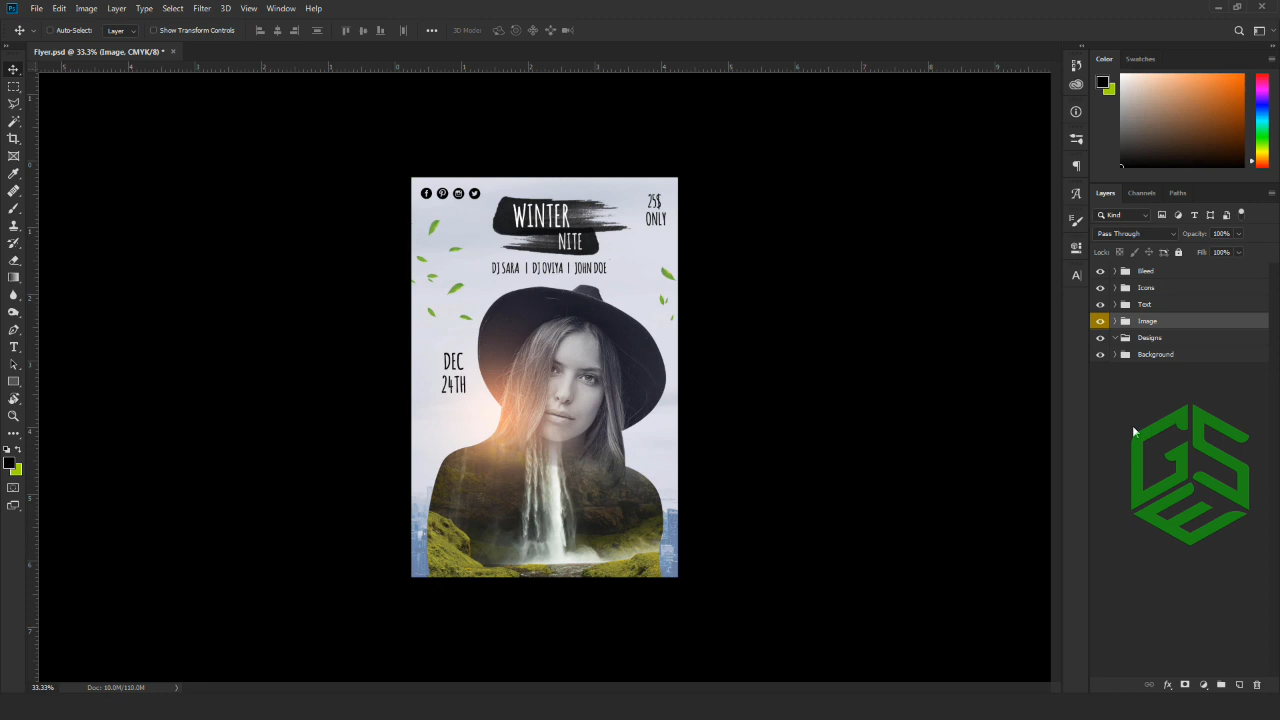 Ps File Edit Image Layer Type Select Filter 3D View Window Help
Auto-Select: Layer Show Transform Controls 3D Mode:
Flyer.psd @ 33.3% (Image, CMYK/8) *
Color Swatches
WINTER
NITE
25$
ONLY
DJ SARA | DJ OVIYA | JOHN DOE
DEC
24TH
Layers Channels Paths
Kind
Pass Through Opacity: 100%
Lock: Fill: 100%
Bleed
Icons
Text
Image
Designs
Background
GSE
33.33% Doc: 10.0M/110.0M